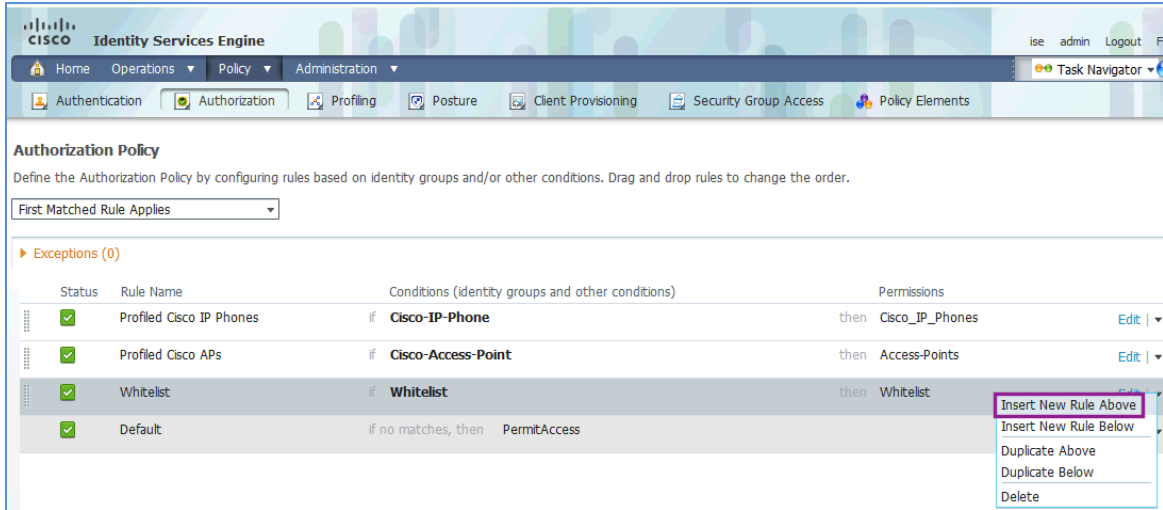 CISCO Identity Services Engine
ise admin Logout F
Home Operations Policy Administration
Task Navigator
Authentication Authorization Profiling Posture Client Provisioning Security Group Access Policy Elements
Authorization Policy
Define the Authorization Policy by configuring rules based on identity groups and/or other conditions. Drag and drop rules to change the order.
First Matched Rule Applies
Exceptions (0)
Status Rule Name Conditions (identity groups and other conditions) Permissions
Profiled Cisco IP Phones if Cisco-IP-Phone then Cisco_IP_Phones Edit |
Profiled Cisco APs if Cisco-Access-Point then Access-Points Edit |
Whitelist if Whitelist then Whitelist Edit |
Insert New Rule Above
Default if no matches, then PermitAccess
Insert New Rule Below
Duplicate Above
Duplicate Below
Delete